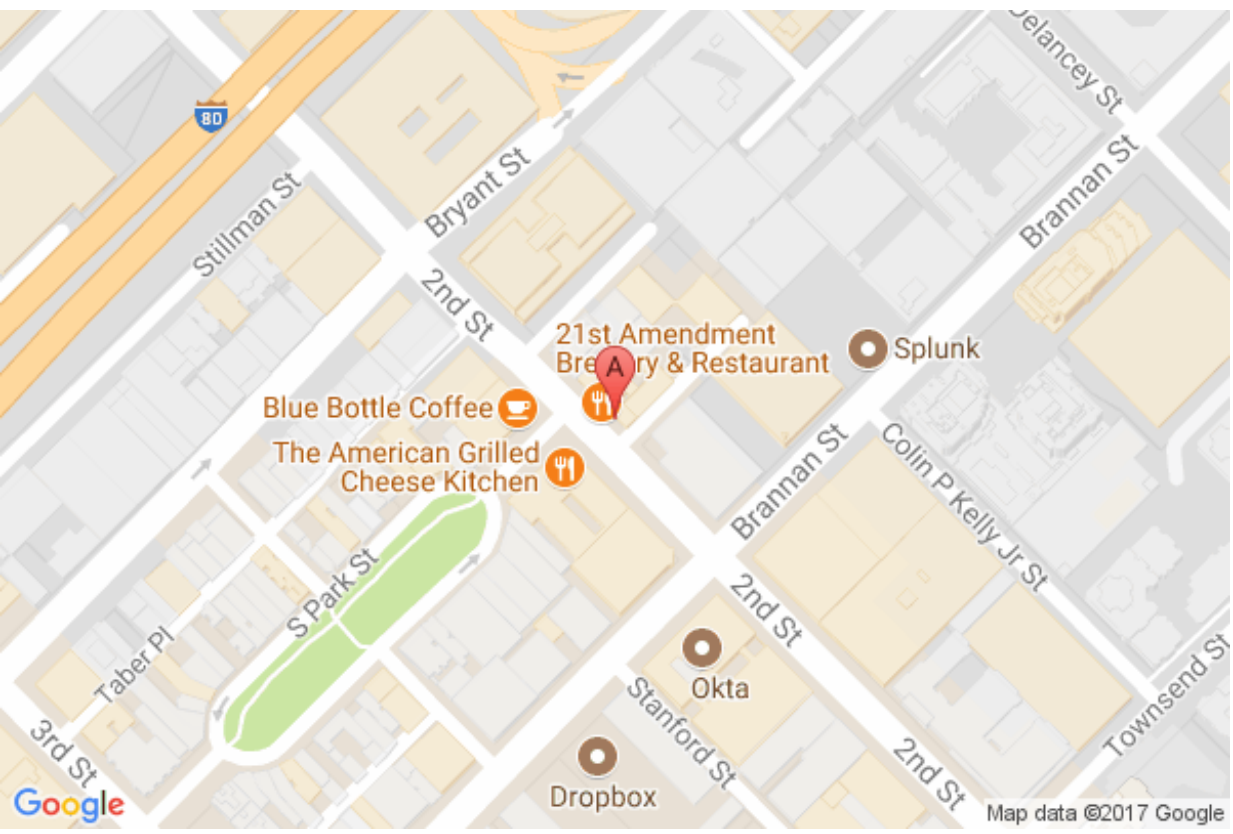 Delancey St
80
Bryant St
Brannan St
Stillman St
2nd St
21st Amendment
Brewery & Restaurant
A
Splunk
Blue Bottle Coffee
The American Grilled
Cheese Kitchen
Brannan St
Colin P Kelly Jr St
S Park St
2nd St
Taber Pl
Okta
Townsend St
Stanford St
3rd St
2nd St
Dropbox
Google
Map data ©2017 Google